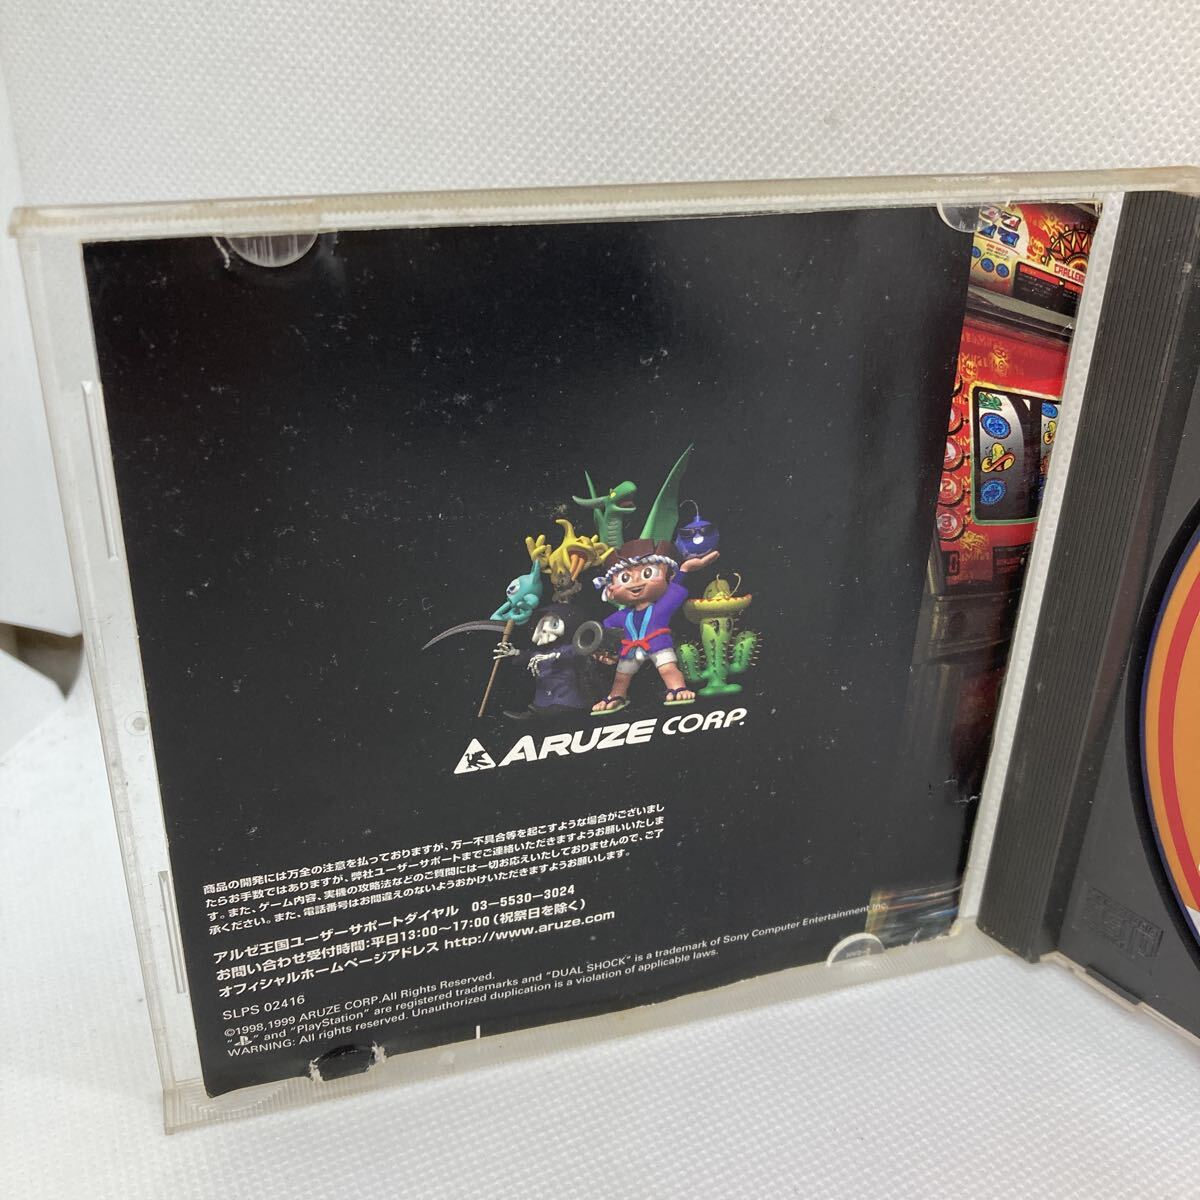 CHALLENGE
ARUZE CORP.
商品の開発には万全の注意を払っておりますが、万一不具合等を起こすような場合がございまし
たらお手数ではありますが、弊社ユーザーサポートまでご連絡いただきますようお願いいたしま
す。また、ゲーム内容、実機の攻略法などのご質問には一切お応えいたしておりませんので、ご了
承ください。また、電話番号はお間違えのないようおかけいただきますようお願いします。
アルゼ王国ユーザーサポートダイヤル 03-5530-3024
お問い合わせ受付時間:平日13:00~17:00(祝祭日を除く)
オフィシャルホームページアドレス http://www.aruze.com
SLPS 02416
©1998,1999 ARUZE CORP.All Rights Reserved.
" " and "PlayStation" are registered trademarks and "DUAL SHOCK" is a trademark of Sony Computer Entertainment Inc.
WARNING: All rights reserved. Unauthorized duplication is a violation of applicable laws.